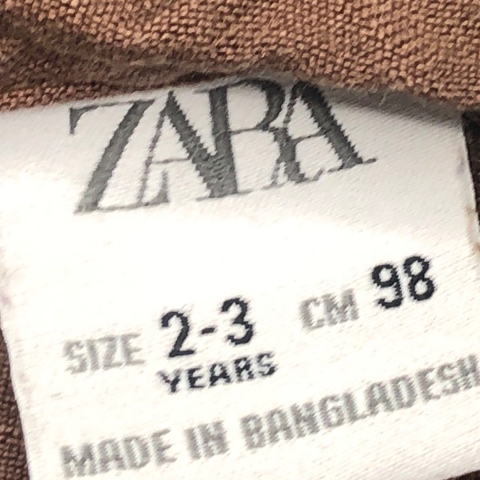 ZARA
SIZE 2-3 CM 98
YEARS
MADE IN BANGLADESH